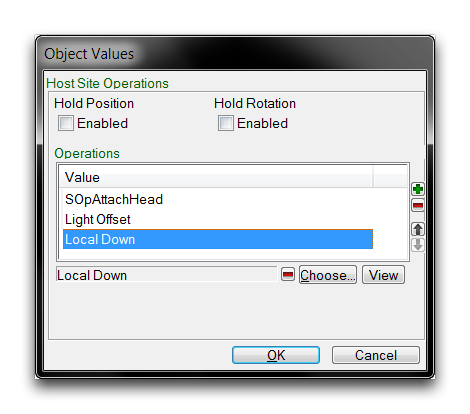 Object Values
Host Site Operations
Hold Position Hold Rotation
Enabled Enabled
Operations
Value
SOpAttachHead
Light Offset
Local Down
Local Down Choose... View
OK Cancel